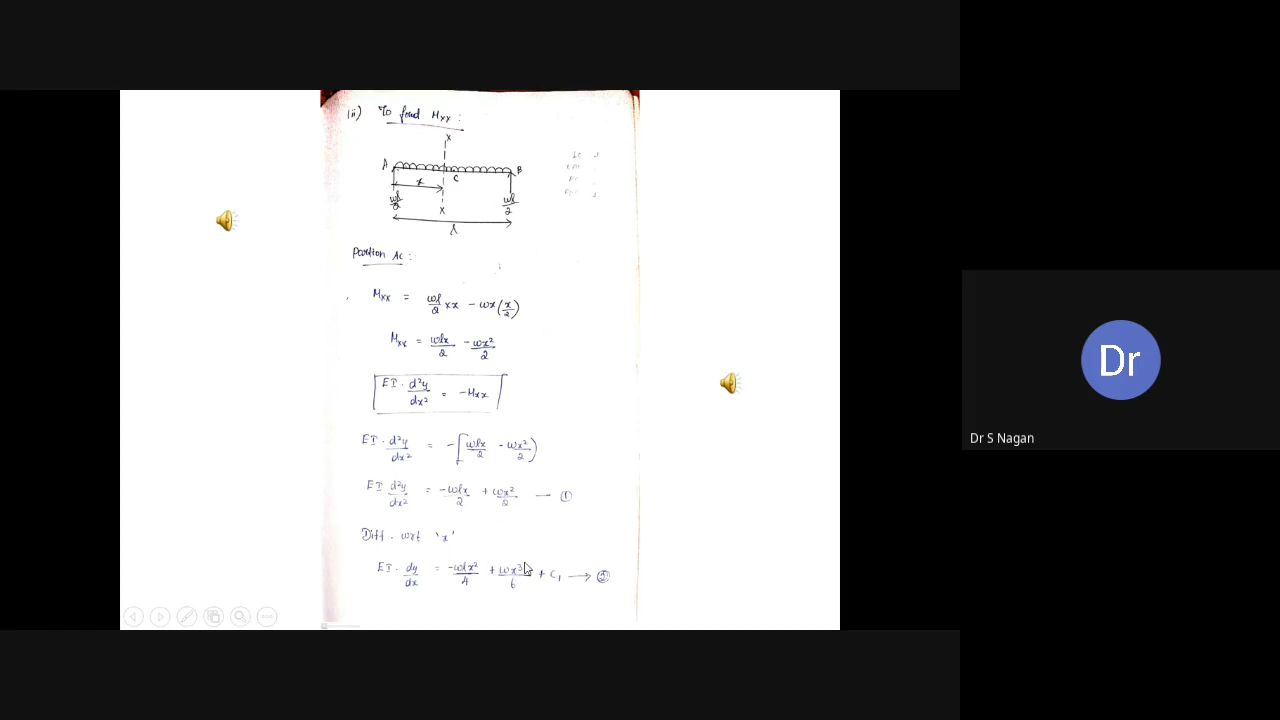 iii) To find Mxx :
x
A B
x C
wl/2 x wl/2
l
Portion AC :
Mxx = wl/2 × x - wx(x/2)
Mxx = wlx/2 - wx²/2
EI · d²y/dx² = -Mxx
EI · d²y/dx² = -[wlx/2 - wx²/2)
EI d²y/dx² = -wlx/2 + wx²/2 — ①
Diff. wrt 'x'
EI · dy/dx = -wlx²/4 + wx³/6 + C₁ → ②
Dr
Dr S Nagan